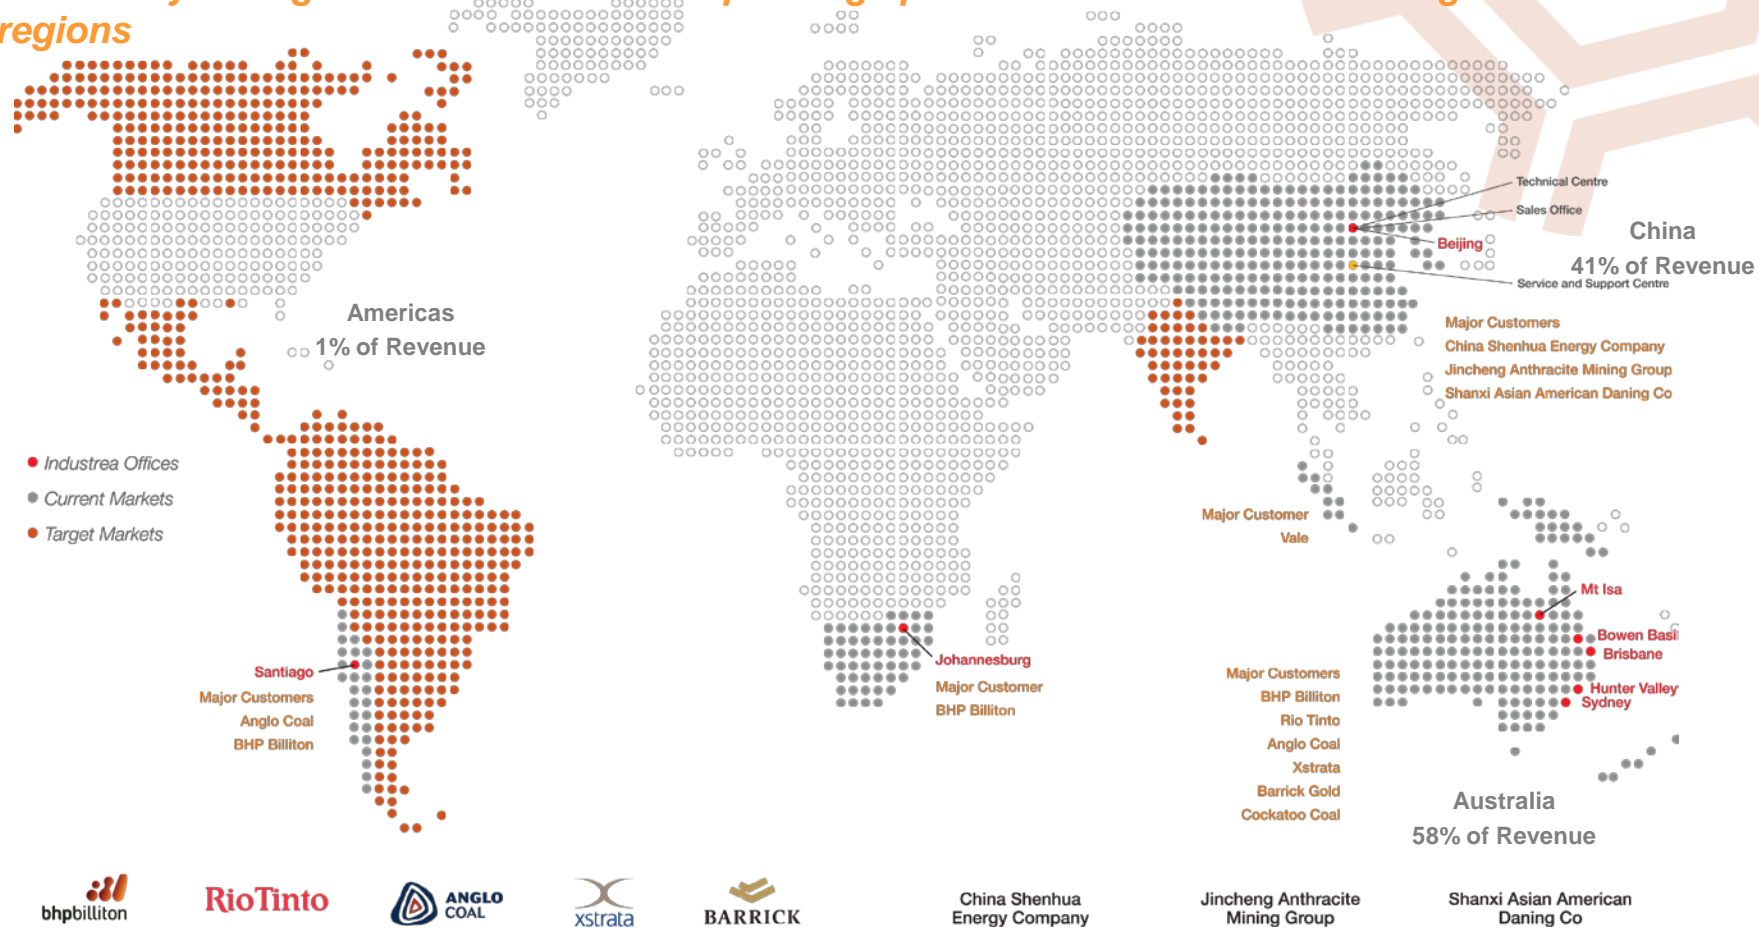 regions
Technical Centre
Sales Office
Beijing
China
41% of Revenue
Service and Support Centre
Major Customers
China Shenhua Energy Company
Jincheng Anthracite Mining Group
Shanxi Asian American Daning Co
Americas
1% of Revenue
Industrea Offices
Current Markets
Target Markets
Major Customer
Vale
Mt Isa
Bowen Basi
Brisbane
Hunter Valley
Sydney
Santiago
Major Customers
Anglo Coal
BHP Billiton
Johannesburg
Major Customer
BHP Billiton
Major Customers
BHP Billiton
Rio Tinto
Anglo Coal
Xstrata
Barrick Gold
Cockatoo Coal
Australia
58% of Revenue
bhpbilliton
RioTinto
ANGLO
COAL
xstrata
BARRICK
China Shenhua
Energy Company
Jincheng Anthracite
Mining Group
Shanxi Asian American
Daning Co